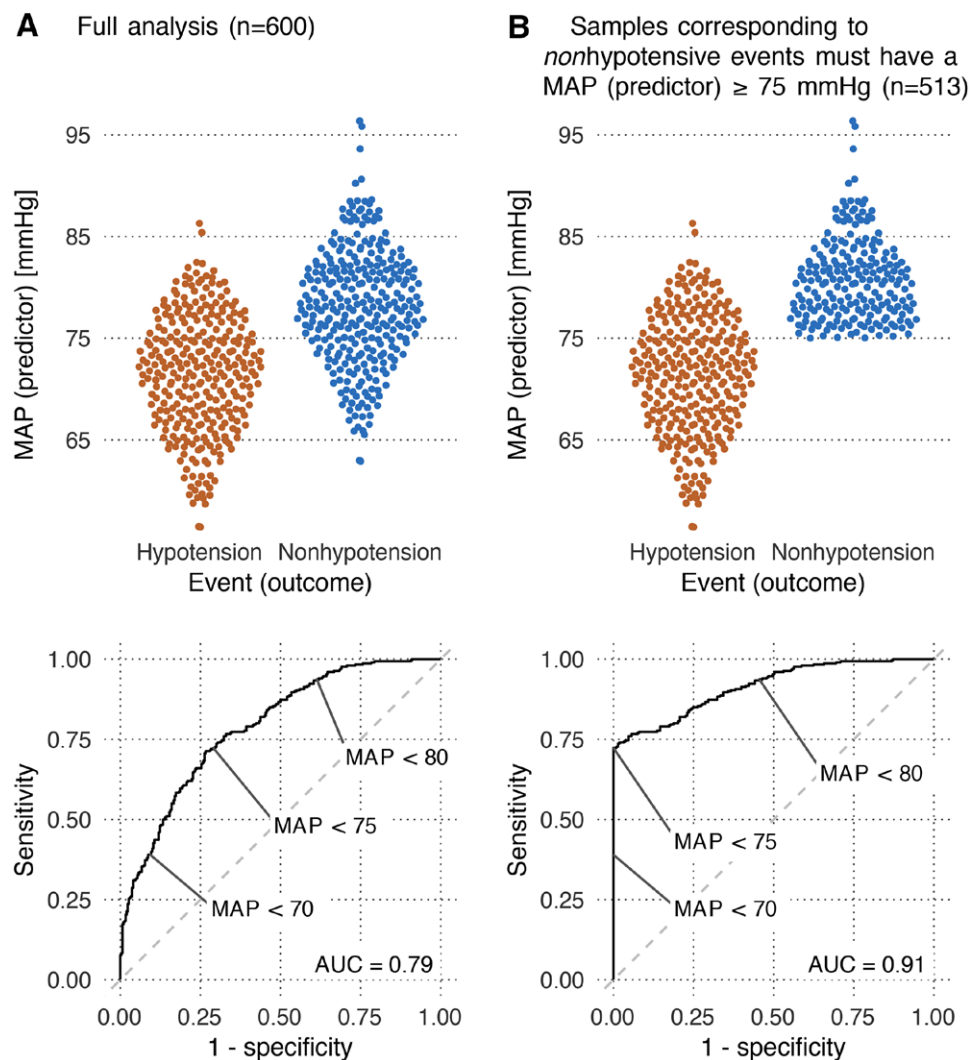 A Full analysis (n=600)
B Samples corresponding to
nonhypotensive events must have a
MAP (predictor) ≥ 75 mmHg (n=513)
MAP (predictor) [mmHg]
95
85
75
65
Hypotension Nonhypotension
Event (outcome)
MAP (predictor) [mmHg]
95
85
75
65
Hypotension Nonhypotension
Event (outcome)
Sensitivity
1.00
0.75
0.50
0.25
0.00
MAP < 80
MAP < 75
MAP < 70
AUC = 0.79
0.00 0.25 0.50 0.75 1.00
1 - specificity
Sensitivity
1.00
0.75
0.50
0.25
0.00
MAP < 80
MAP < 75
MAP < 70
AUC = 0.91
0.00 0.25 0.50 0.75 1.00
1 - specificity